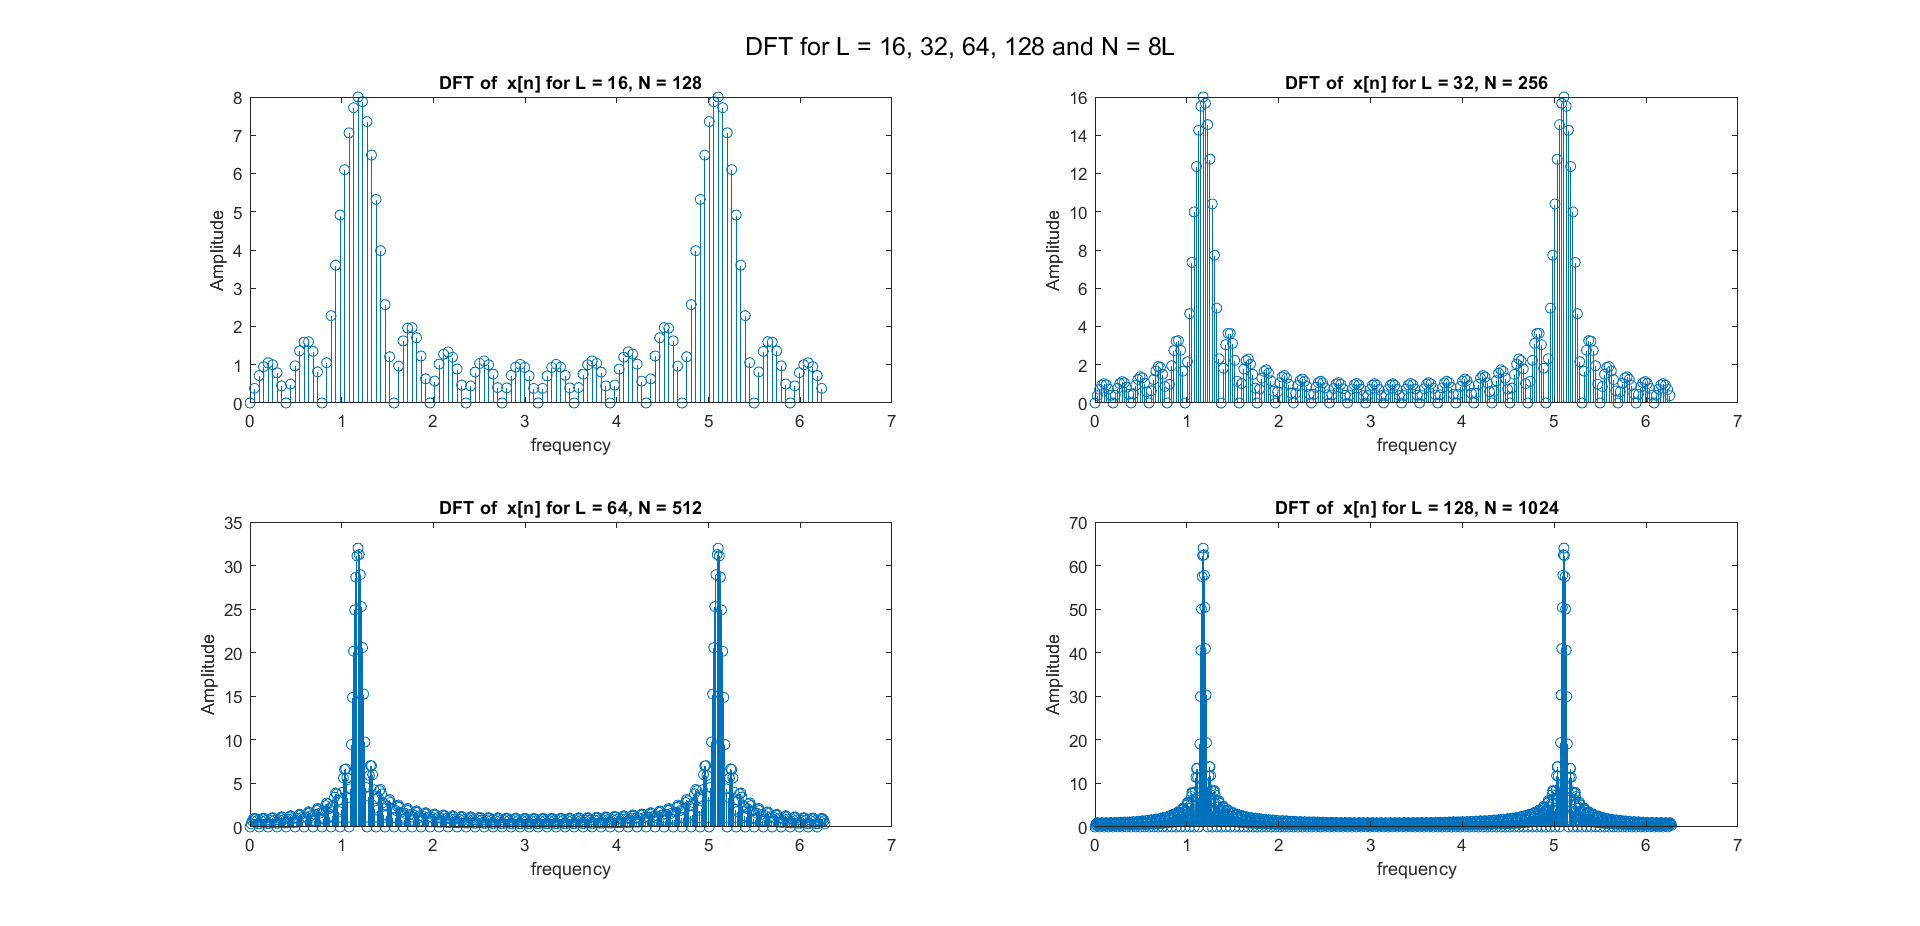 DFT for L = 16, 32, 64, 128 and N = 8L
DFT of  x[n] for L = 16, N = 128
8
7
6
5
4
3
2
1
0
Amplitude
0 1 2 3 4 5 6 7
frequency
DFT of  x[n] for L = 32, N = 256
16
14
12
10
8
6
4
2
0
Amplitude
0 1 2 3 4 5 6 7
frequency
DFT of  x[n] for L = 64, N = 512
35
30
25
20
15
10
5
0
Amplitude
0 1 2 3 4 5 6 7
frequency
DFT of  x[n] for L = 128, N = 1024
70
60
50
40
30
20
10
0
Amplitude
0 1 2 3 4 5 6 7
frequency